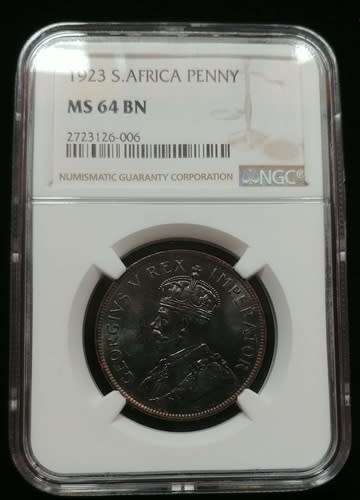 1923 S.AFRICA PENNY
MS 64 BN
2723126-006
NUMISMATIC GUARANTY CORPORATION
NGC®
GEORGIVS V REX IMPERATOR